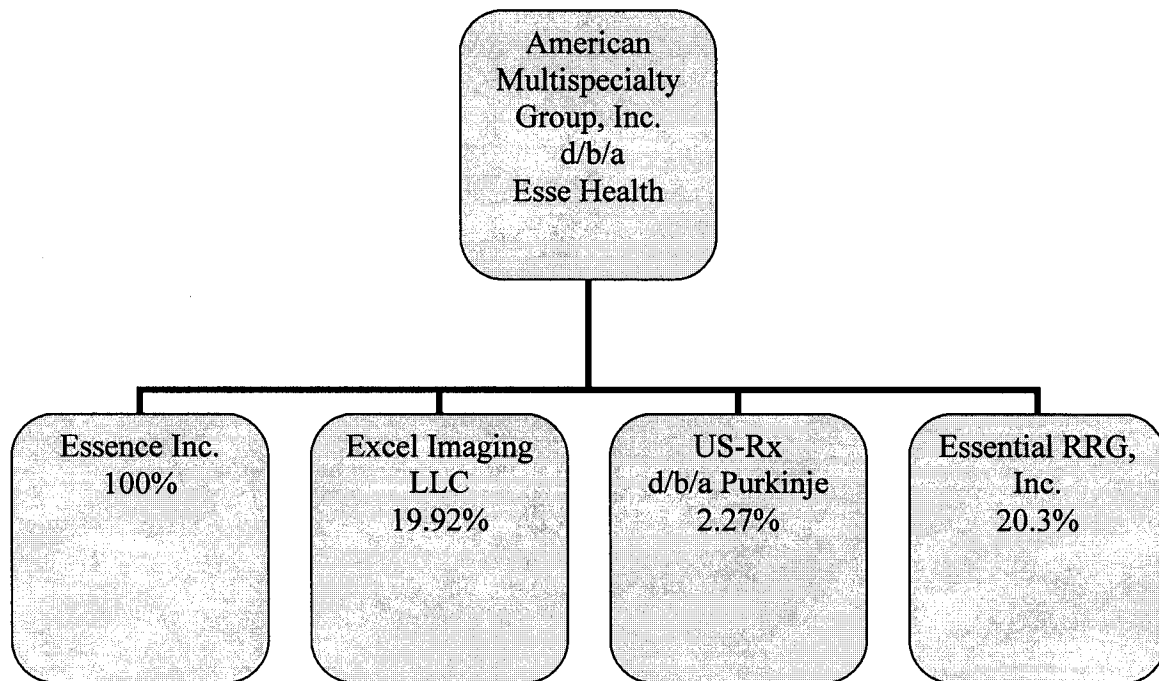 American
Multispecialty
Group, Inc.
d/b/a
Esse Health
Essence Inc.
100%
Excel Imaging
LLC
19.92%
US-Rx
d/b/a Purkinje
2.27%
Essential RRG,
Inc.
20.3%